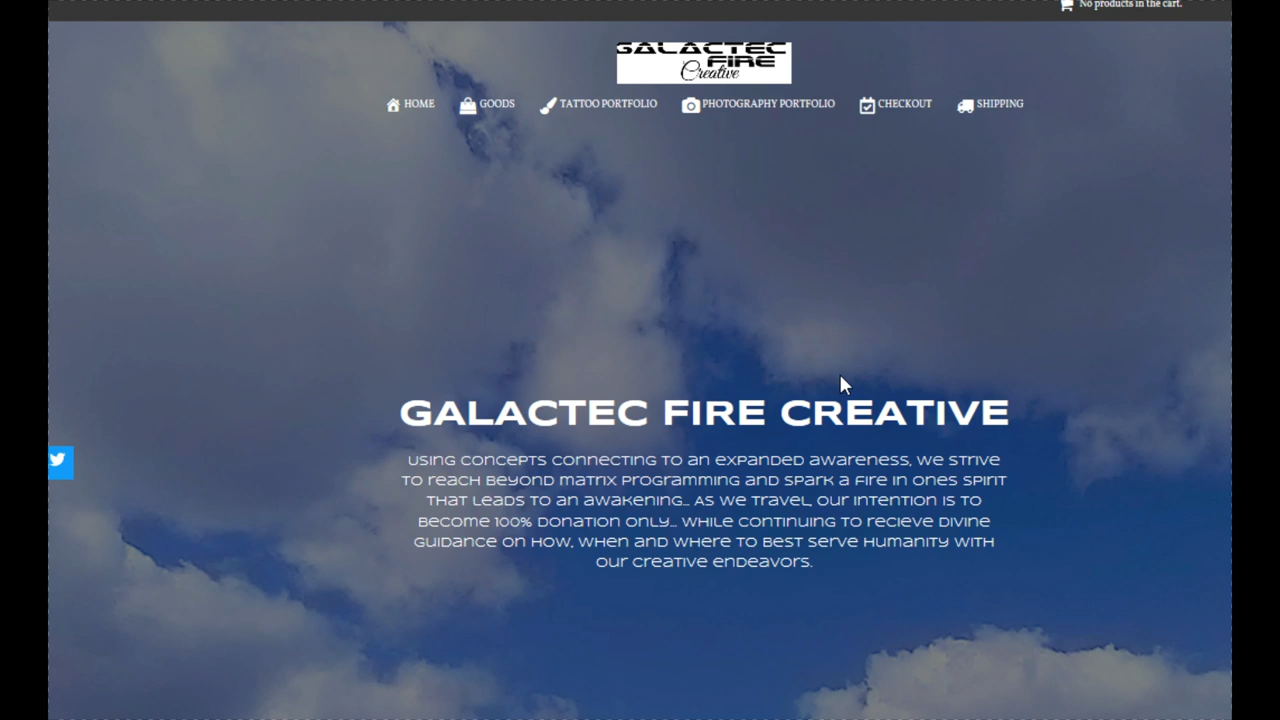 No products in the cart.
GALACTEC
FIRE
Creative
HOME GOODS TATTOO PORTFOLIO PHOTOGRAPHY PORTFOLIO CHECKOUT SHIPPING
GALACTEC FIRE CREATIVE
USING CONCEPTS CONNECTING TO AN EXPANDED AWARENESS, WE STRIVE
TO REACH BEYOND MATRIX PROGRAMMING AND SPARK A FIRE IN ONES SPIRIT
THAT LEADS TO AN AWAKENING... AS WE TRAVEL, OUR INTENTION IS TO
BECOME 100% DONATION ONLY... WHILE CONTINUING TO RECIEVE DIVINE
GUIDANCE ON HOW, WHEN AND WHERE TO BEST SERVE HUMANITY WITH
OUR CREATIVE ENDEAVORS.